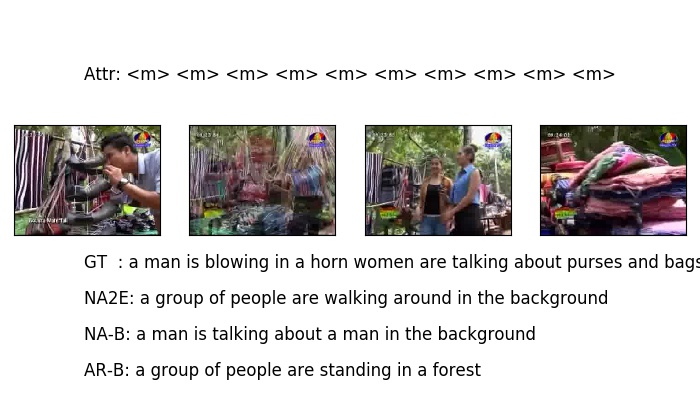 Attr: <m> <m> <m> <m> <m> <m> <m> <m> <m> <m>
GT  : a man is blowing in a horn women are talking about purses and bags
NA2E: a group of people are walking around in the background
NA-B: a man is talking about a man in the background
AR-B: a group of people are standing in a forest